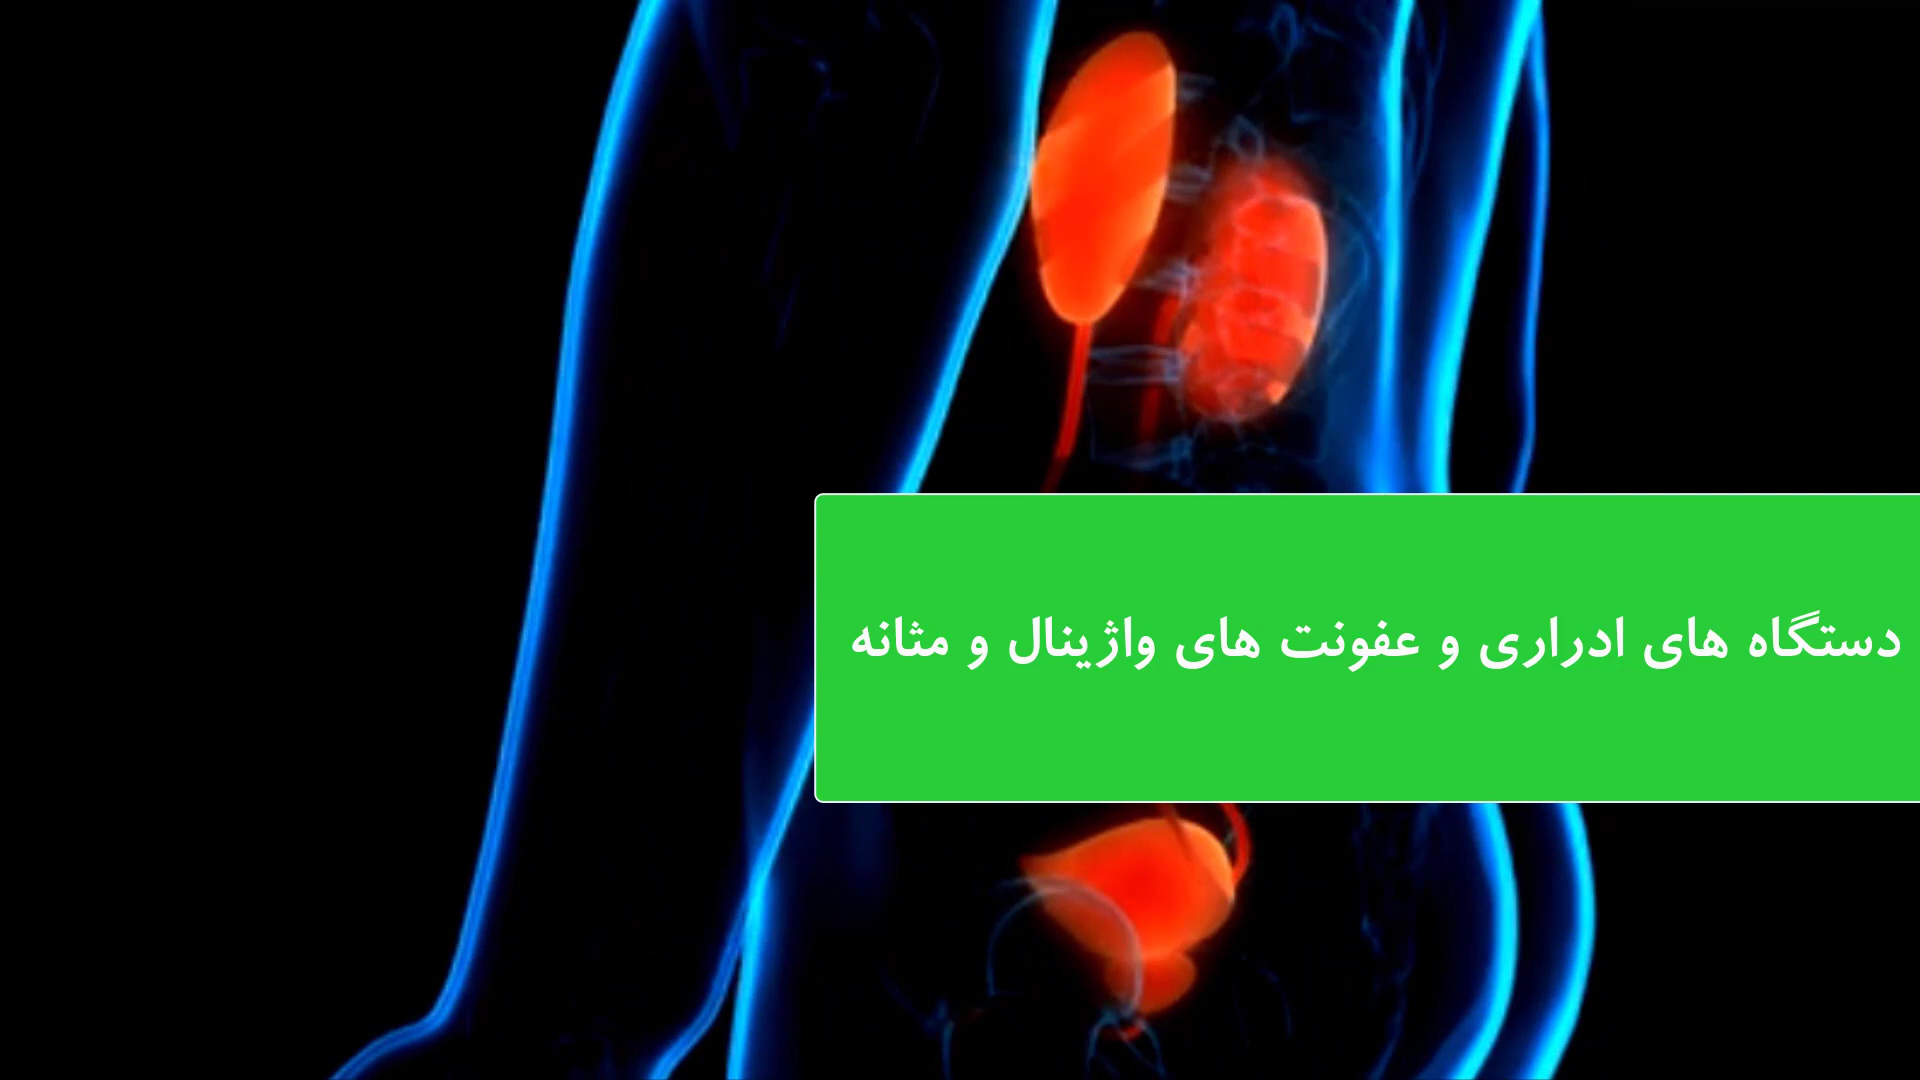 دستگاه های ادراری و عفونت های واژینال و مثانه